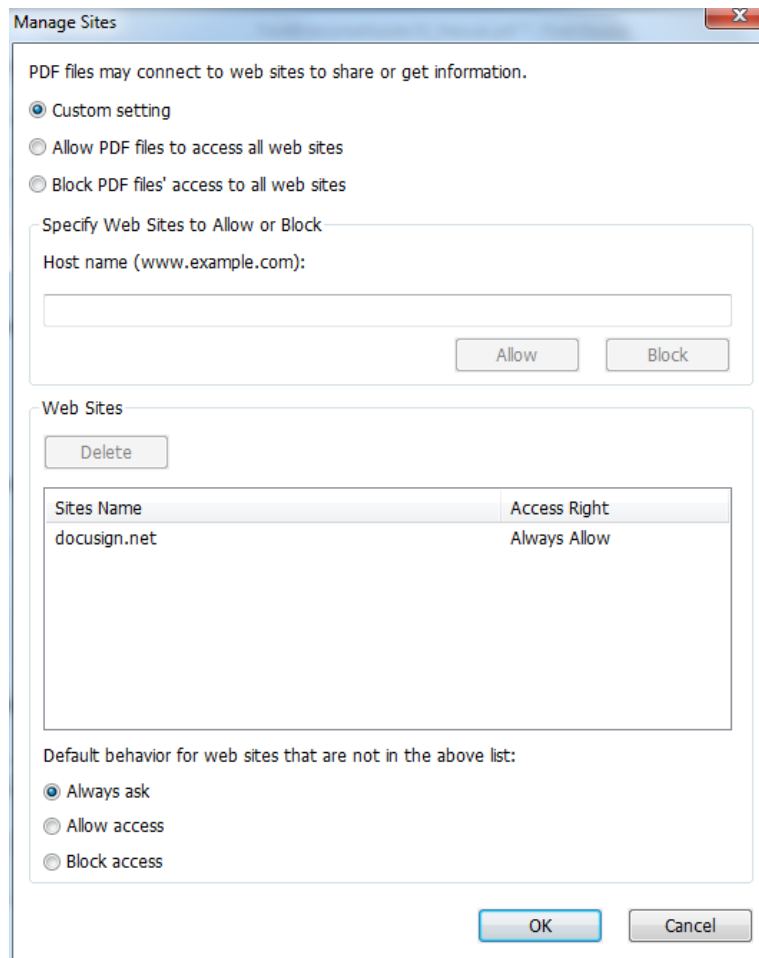 Manage Sites
PDF files may connect to web sites to share or get information.
Custom setting
Allow PDF files to access all web sites
Block PDF files' access to all web sites
Specify Web Sites to Allow or Block
Host name (www.example.com):
Allow Block
Web Sites
Delete
Sites Name Access Right
docusign.net Always Allow
Default behavior for web sites that are not in the above list:
Always ask
Allow access
Block access
OK Cancel